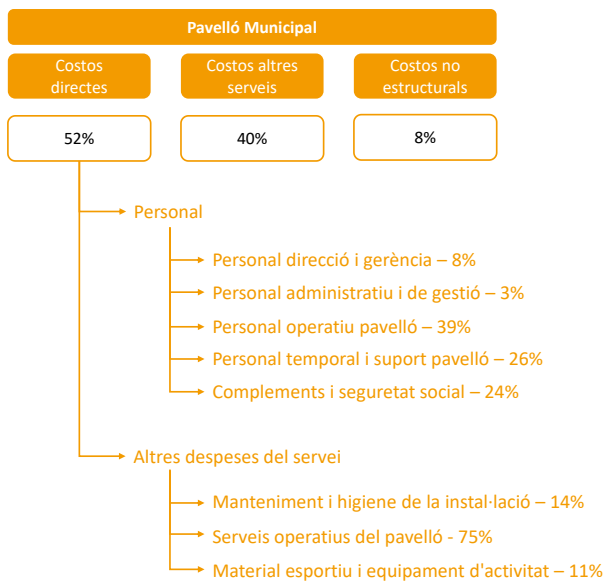 Pavelló Municipal
Costos
directes
Costos altres
serveis
Costos no
estructurals
52%
40%
8%
Personal
Personal direcció i gerència – 8%
Personal administratiu i de gestió – 3%
Personal operatiu pavelló – 39%
Personal temporal i suport pavelló – 26%
Complements i seguretat social – 24%
Altres despeses del servei
Manteniment i higiene de la instal·lació – 14%
Serveis operatius del pavelló - 75%
Material esportiu i equipament d'activitat – 11%